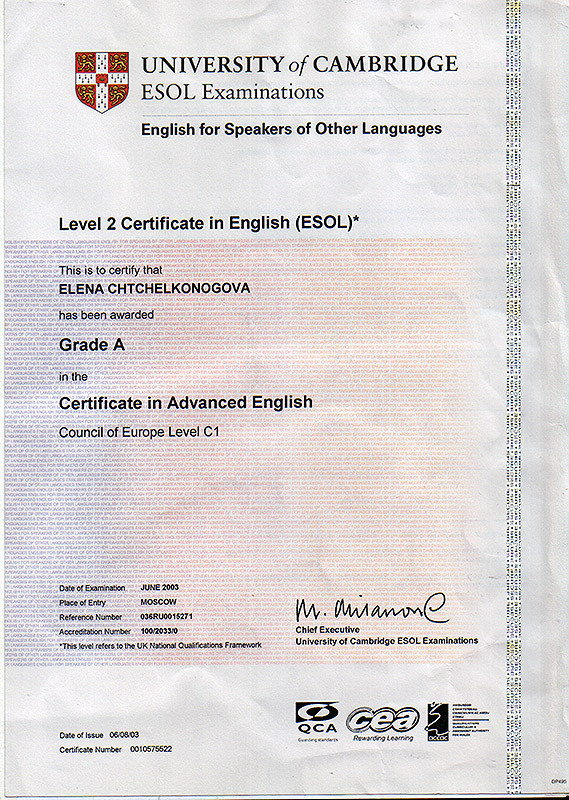 UNIVERSITY of CAMBRIDGE
ESOL Examinations
English for Speakers of Other Languages
Level 2 Certificate in English (ESOL)*
This is to certify that
ELENA CHTCHELKONOGOVA
has been awarded
Grade A
in the
Certificate in Advanced English
Council of Europe Level C1
Date of Examination JUNE 2003
Place of Entry MOSCOW
Reference Number 036RU0015271
Accreditation Number 100/2033/0
*This level refers to the UK National Qualifications Framework
Chief Executive
University of Cambridge ESOL Examinations
QCA
Guarding standards
cea
Rewarding Learning
Date of Issue 06/08/03
Certificate Number 0010575522
DP495